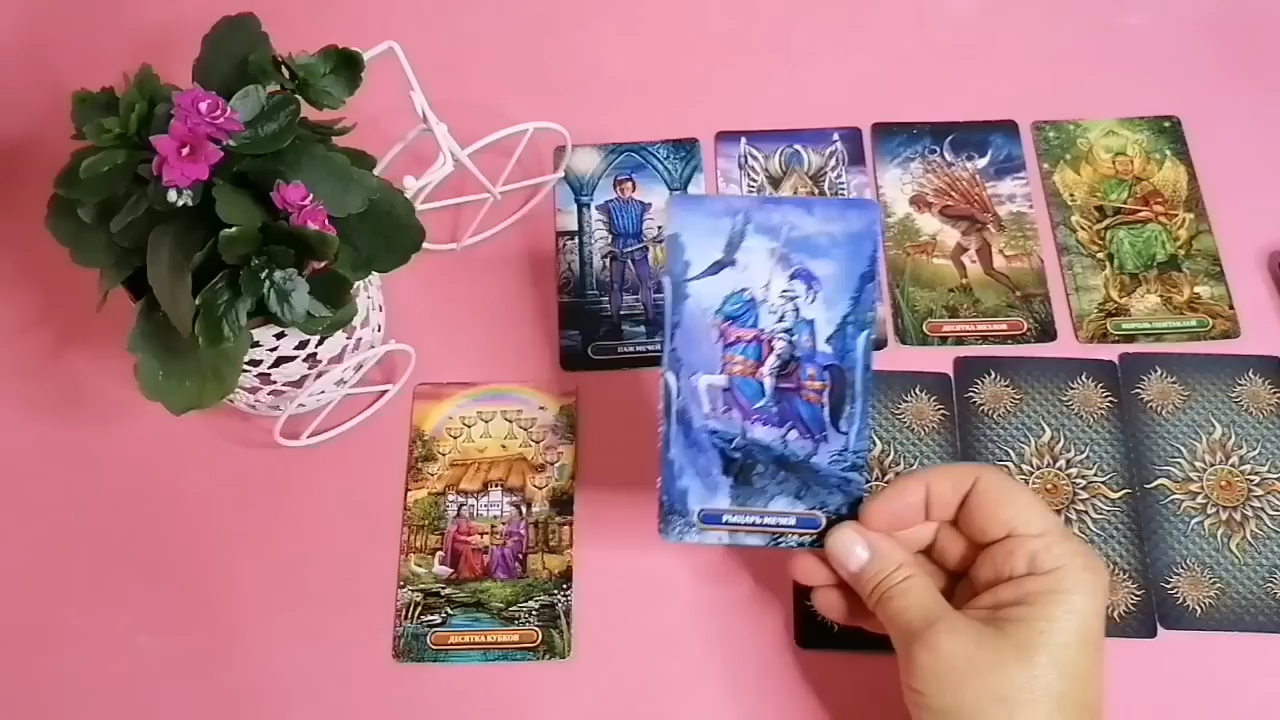 ПАЖ МЕЧЕЙ
ДЕСЯТКА ЖЕЗЛОВ
КОРОЛЬ ПЕНТАКЛЕЙ
РЫЦАРЬ МЕЧЕЙ
ДЕСЯТКА КУБКОВ